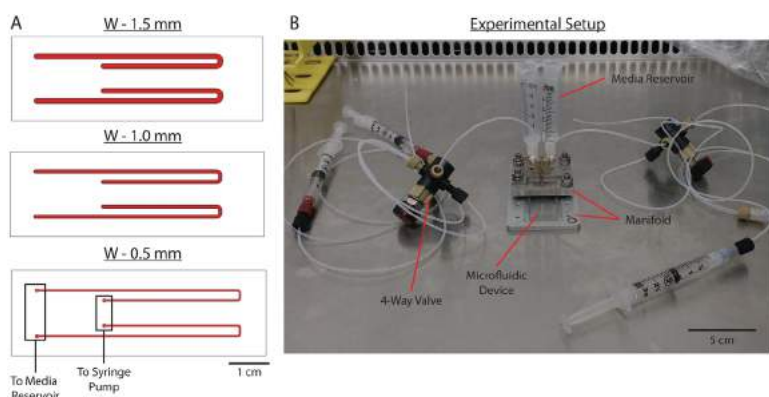 A
W - 1.5 mm
W - 1.0 mm
W - 0.5 mm
To Media
Reservoir
To Syringe
Pump
1 cm
B
Experimental Setup
Media Reservoir
Manifold
Microfluidic
Device
4-Way Valve
5 cm